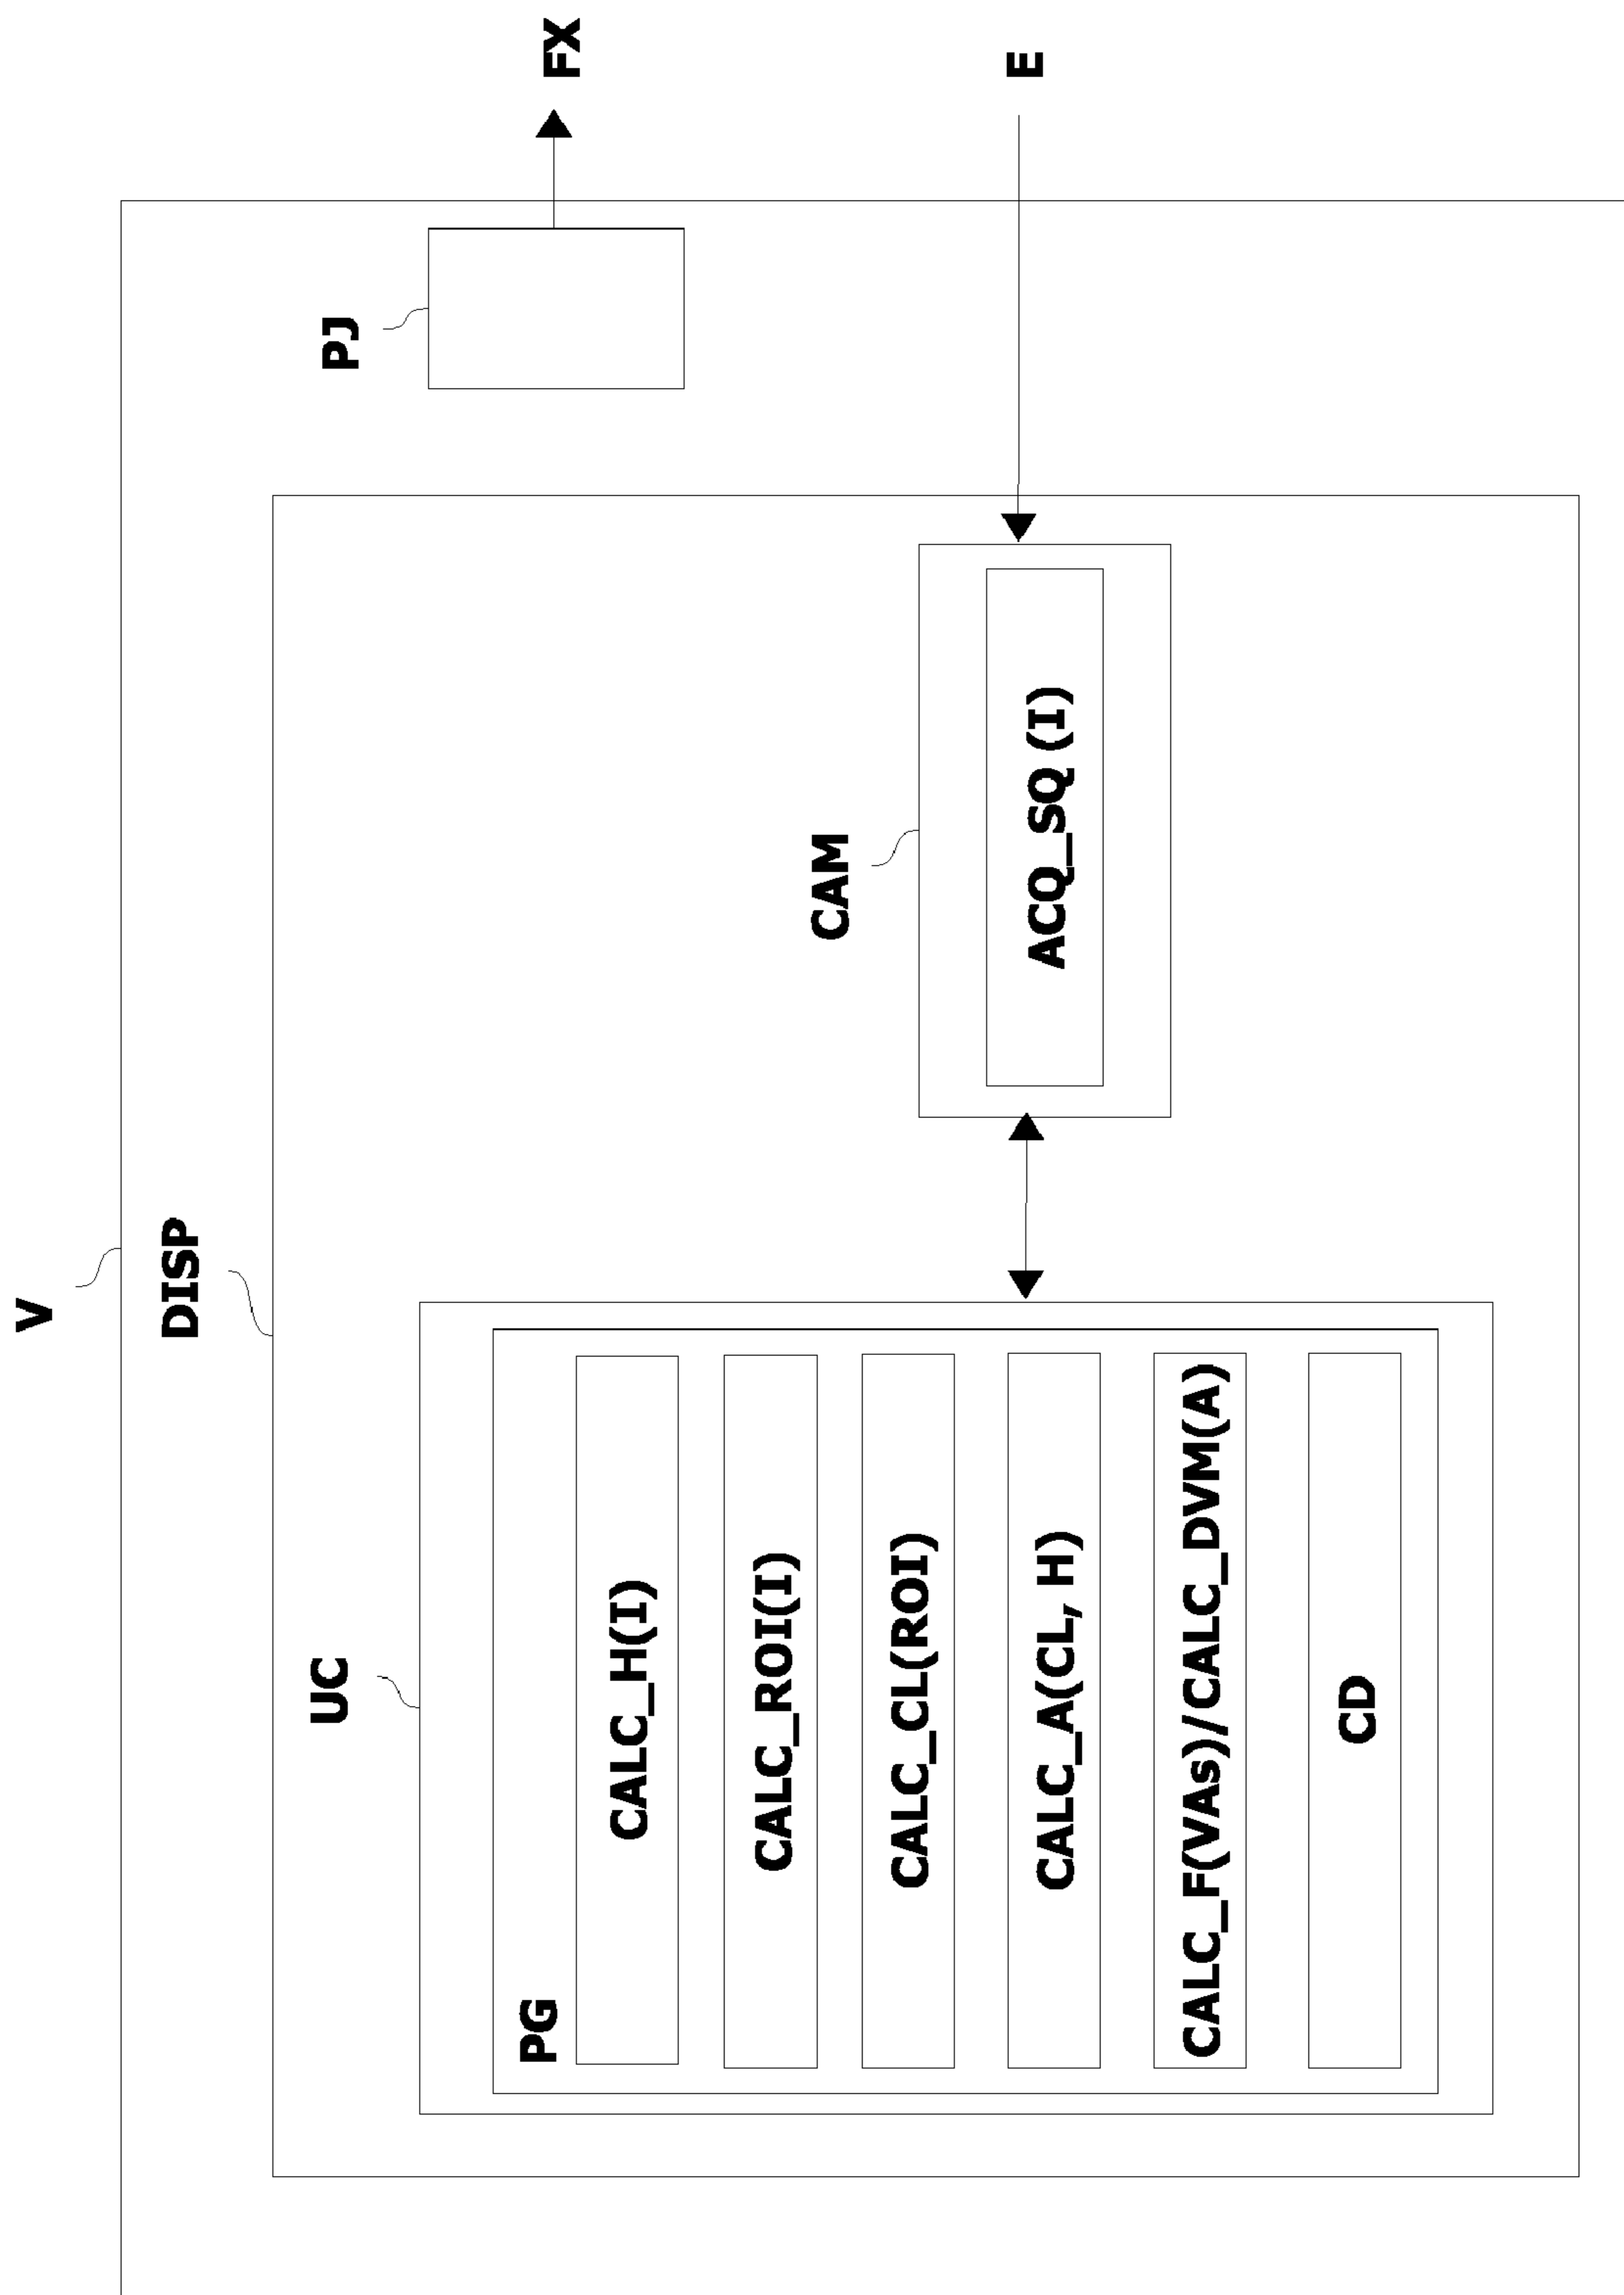 V
DISP
UC
PJ
FX
PG
CALC_H(I)
CALC_ROI(I)
CAM
CALC_CL(ROI)
E
ACQ_SQ (I)
CALC_A(CL, H)
CALC_F(VAs)/CALC_DVM(A)
CD